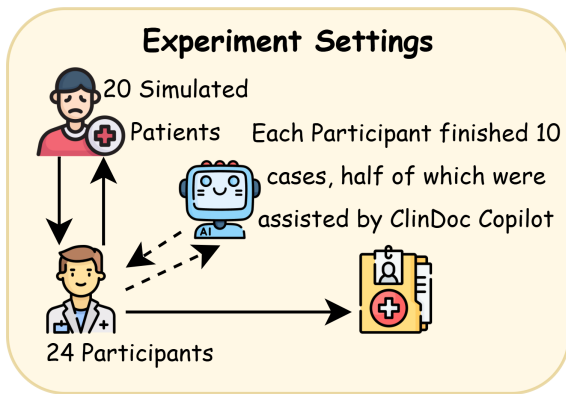 Experiment Settings
20 Simulated
Patients
Each Participant finished 10
cases, half of which were
assisted by ClinDoc Copilot
AI
24 Participants